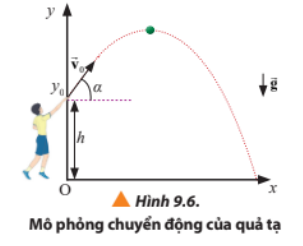 y
v⃗₀
y₀
α
g⃗
h
O
x
Hình 9.6.
Mô phỏng chuyển động của quả tạ